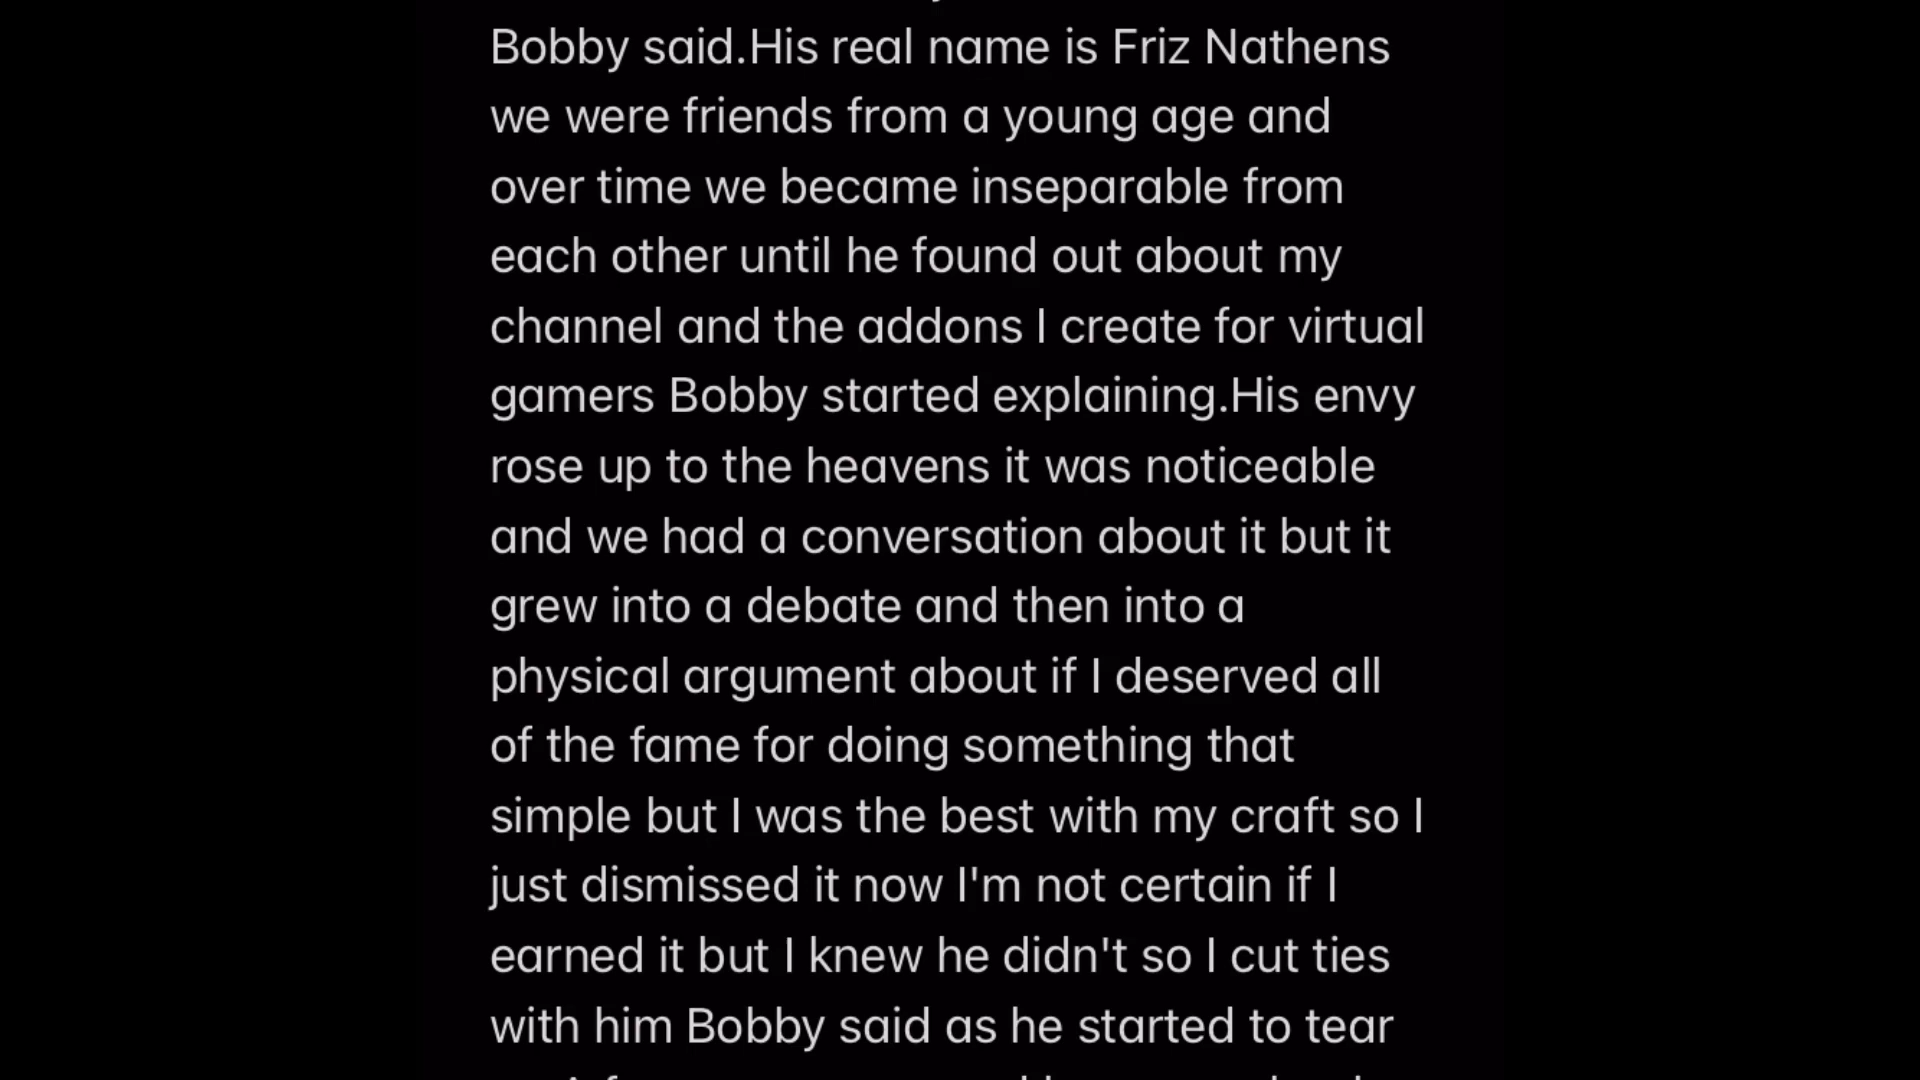 Bobby said.His real name is Friz Nathens
we were friends from a young age and
over time we became inseparable from
each other until he found out about my
channel and the addons I create for virtual
gamers Bobby started explaining.His envy
rose up to the heavens it was noticeable
and we had a conversation about it but it
grew into a debate and then into a
physical argument about if I deserved all
of the fame for doing something that
simple but I was the best with my craft so I
just dismissed it now I'm not certain if I
earned it but I knew he didn't so I cut ties
with him Bobby said as he started to tear